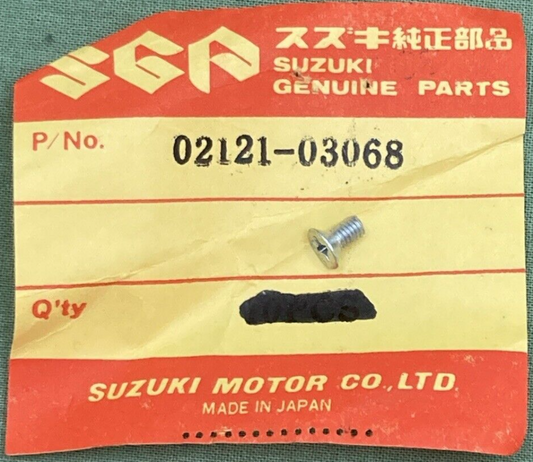 SGP
スズキ純正部品
SUZUKI
GENUINE PARTS
P/No.
02121-03068
Q'ty
SUZUKI MOTOR CO.,LTD.
MADE IN JAPAN